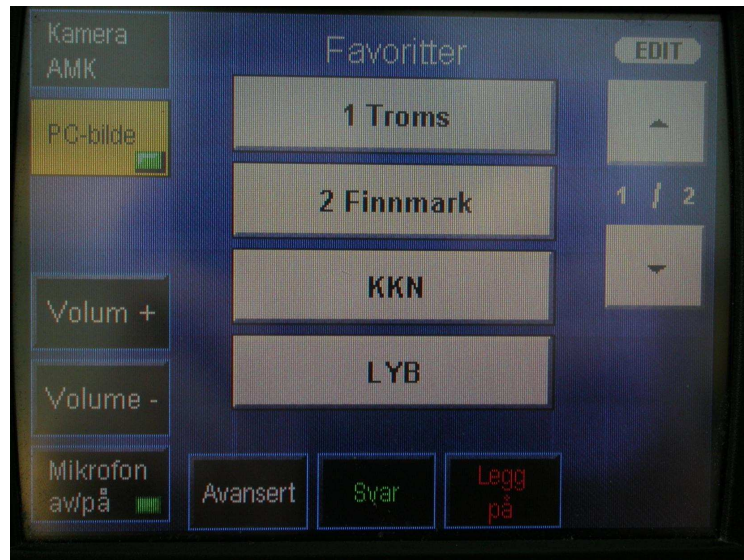 Kamera
AMK
Favoritter
EDIT
PC-bilde
1 Troms
2 Finnmark
1 / 2
KKN
Volum +
LYB
Volume -
Mikrofon
av/på
Avansert
Svar
Legg
på